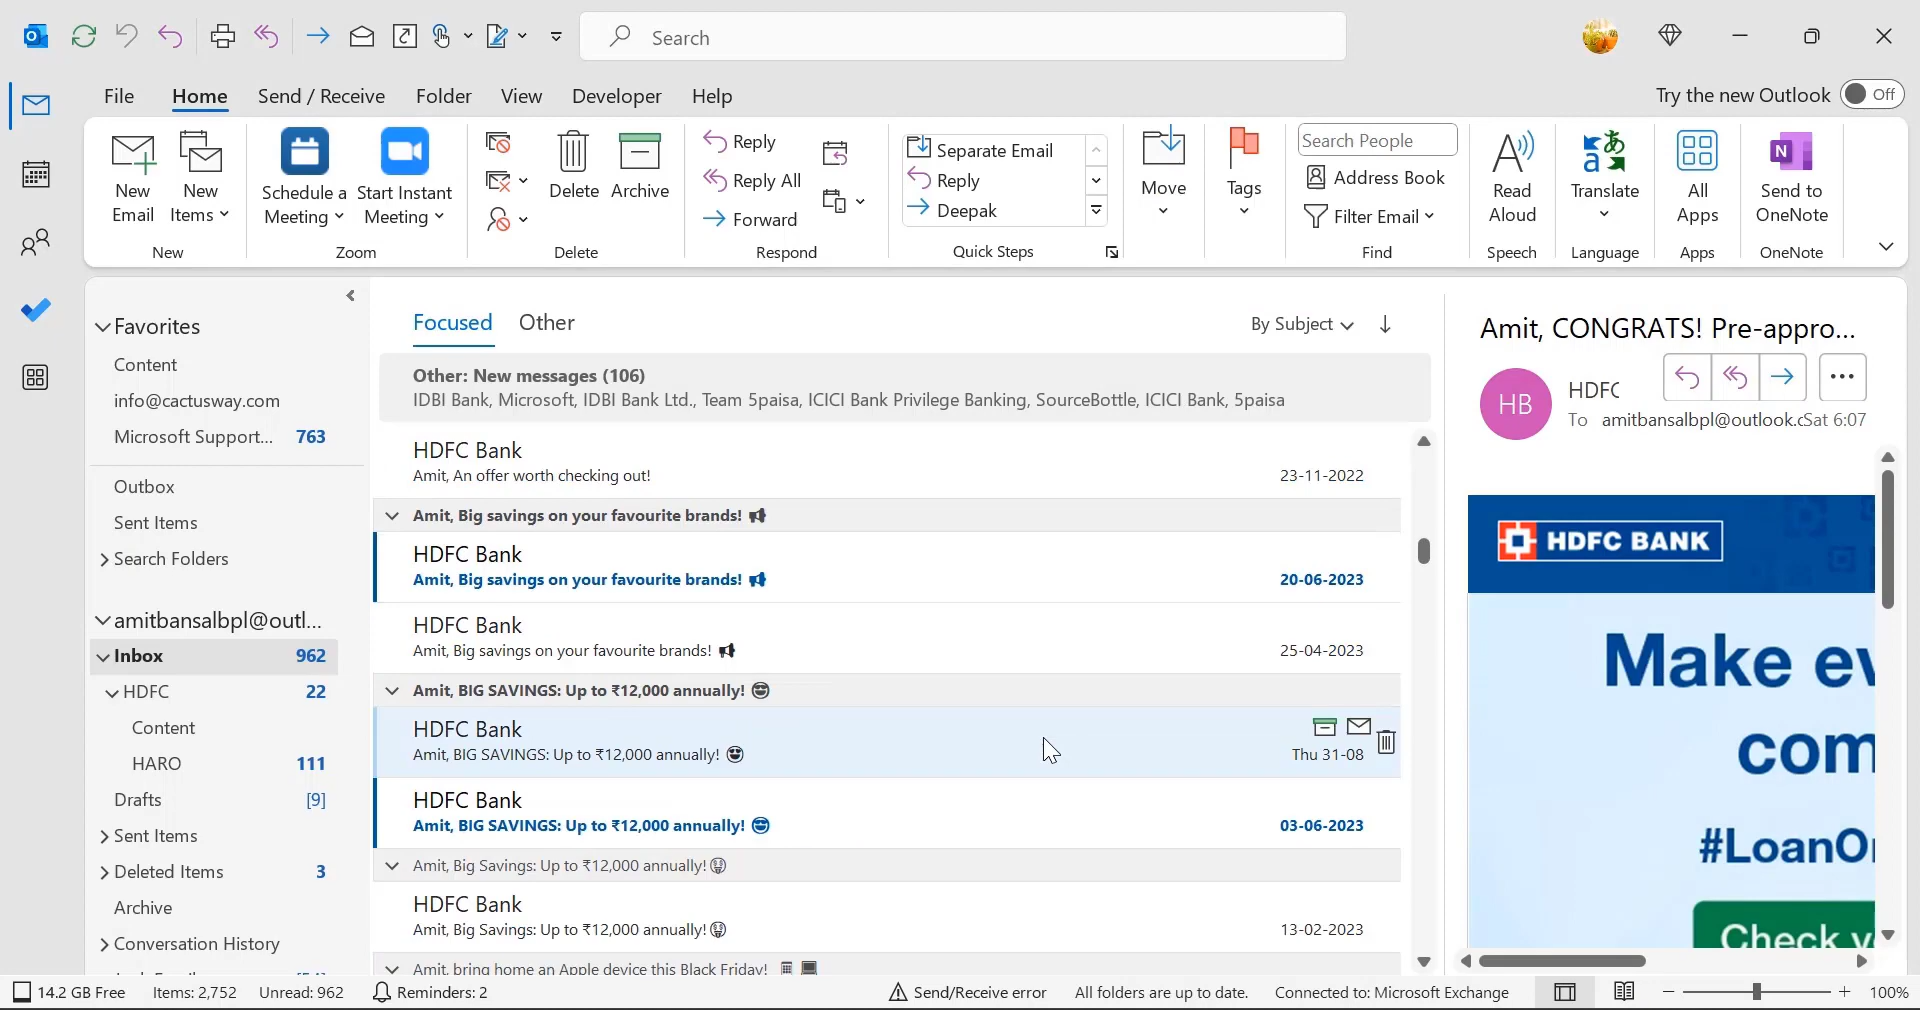 Search
File Home Send / Receive Folder View Developer Help
Try the new Outlook Off
New Email
New Items
New
Schedule a Meeting
Start Instant Meeting
Zoom
Delete
Archive
Delete
Reply
Reply All
Forward
Respond
Separate Email
Reply
Deepak
Quick Steps
Move
Tags
Search People
Address Book
Filter Email
Find
Read Aloud
Speech
Translate
Language
All Apps
Apps
N
Send to OneNote
OneNote
Favorites
Content
info@cactusway.com
Microsoft Support... 763
Outbox
Sent Items
Search Folders
amitbansalbpl@outl...
Inbox 962
HDFC 22
Content
HARO 111
Drafts [9]
Sent Items
Deleted Items 3
Archive
Conversation History
Focused Other
By Subject
Other: New messages (106)
IDBI Bank, Microsoft, IDBI Bank Ltd., Team 5paisa, ICICI Bank Privilege Banking, SourceBottle, ICICI Bank, 5paisa
HDFC Bank
Amit, An offer worth checking out! 23-11-2022
Amit, Big savings on your favourite brands!
HDFC Bank
Amit, Big savings on your favourite brands! 20-06-2023
HDFC Bank
Amit, Big savings on your favourite brands! 25-04-2023
Amit, BIG SAVINGS: Up to ₹12,000 annually! 😎
HDFC Bank
Amit, BIG SAVINGS: Up to ₹12,000 annually! 😎 Thu 31-08
HDFC Bank
Amit, BIG SAVINGS: Up to ₹12,000 annually! 😎 03-06-2023
Amit, Big Savings: Up to ₹12,000 annually!
HDFC Bank
Amit, Big Savings: Up to ₹12,000 annually! 13-02-2023
Amit, bring home an Apple device this Black Friday!
Amit, CONGRATS! Pre-appro...
HB
HDFC
To amitbansalbpl@outlook.c Sat 6:07
HDFC BANK
Make ev
com
#LoanOn
Check y
14.2 GB Free Items: 2,752 Unread: 962 Reminders: 2 Send/Receive error All folders are up to date. Connected to: Microsoft Exchange 100%